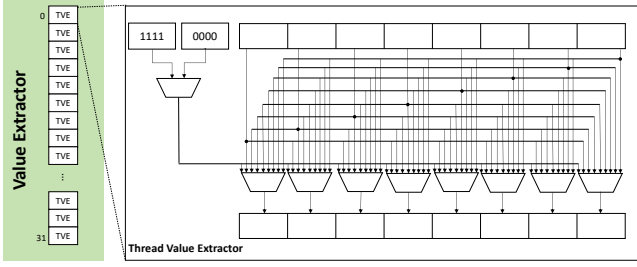 Value Extractor
0 TVE
TVE
TVE
TVE
TVE
TVE
TVE
TVE
TVE
...
TVE
TVE
31 TVE
1111 0000
Thread Value Extractor